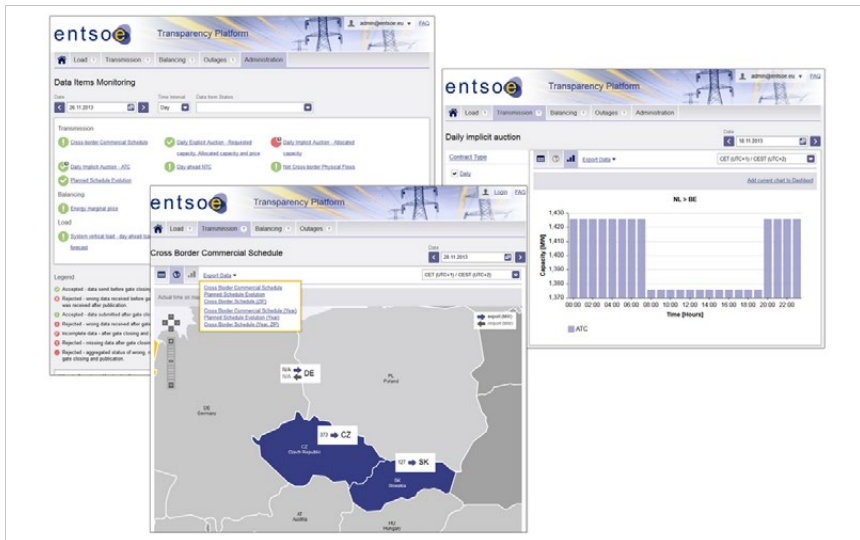 entsoe
Transparency Platform
admin@entsoe.eu
FAQ
Load
Transmission
Balancing
Outages
Administration
Data Items Monitoring
Date
Time Interval
Data Item Status
26.11.2013
Day
Transmission
Cross-border Commercial Schedule
Daily Explicit Auction - Requested capacity, Allocated capacity and price
Daily Implicit Auction - Allocated capacity
Daily Implicit Auction - ATC
Day ahead NTC
Net Cross border Physical Flows
Planned Schedule Evolution
Balancing
Energy marginal price
Load
System vertical load - day ahead
forecast
Legend
Accepted - data send before gate closing
Rejected - wrong data received before
was received after publication.
Accepted - data submitted after gate
Rejected - wrong data received after
Incomplete data - after gate closing and
Rejected - missing data after gate
Rejected - aggregated status of wrong,
gate closing and publication.
entsoe
Transparency Platform
Login
FAQ
Load
Transmission
Balancing
Outages
Cross Border Commercial Schedule
Date
26.11.2013
Export Data
CET (UTC+1) / CEST (UTC+2)
Cross Border Commercial Schedule
Planned Schedule Evolution
Cross Border Schedule (ZIP)
Cross Border Commercial Schedule (Year)
Planned Schedule Evolution (Year)
Cross Border Schedule (Year, ZIP)
Actual time on
export (MW)
import (MW)
N/A
N/A
DE
PL
Poland
DE
Germany
373
CZ
CZ
Czech Republic
127
SK
SK
Slovakia
AT
Austria
HU
Hungary
entsoe
Transparency Platform
admin@entsoe.eu
FAQ
Load
Transmission
Balancing
Outages
Administration
Daily implicit auction
Date
18.11.2013
Contract Type
Daily
Export Data
CET (UTC+1) / CEST (UTC+2)
Add current chart to Dashboard
NL > BE
Capacity [MW]
1,430
1,420
1,410
1,400
1,390
1,380
1,370
00:00 02:00 04:00 06:00 08:00 10:00 12:00 14:00 16:00 18:00 20:00 22:00
Time [Hours]
ATC